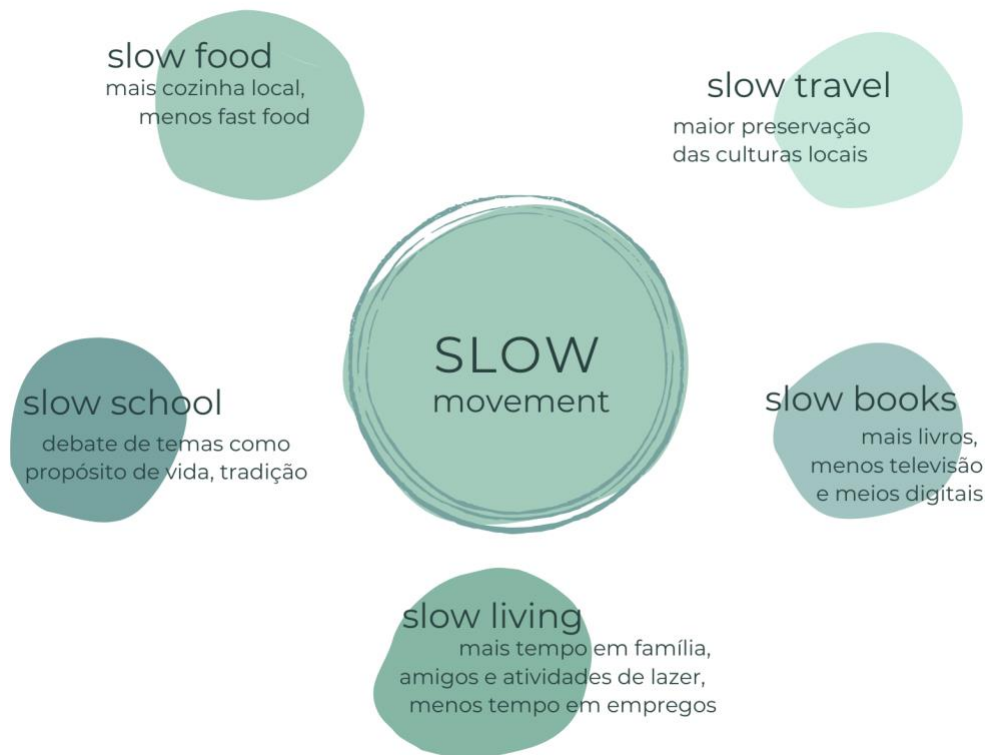 slow food
mais cozinha local,
menos fast food
slow travel
maior preservação
das culturas locais
SLOW
movement
slow school
debate de temas como
propósito de vida, tradição
slow books
mais livros,
menos televisão
e meios digitais
slow living
mais tempo em família,
amigos e atividades de lazer,
menos tempo em empregos